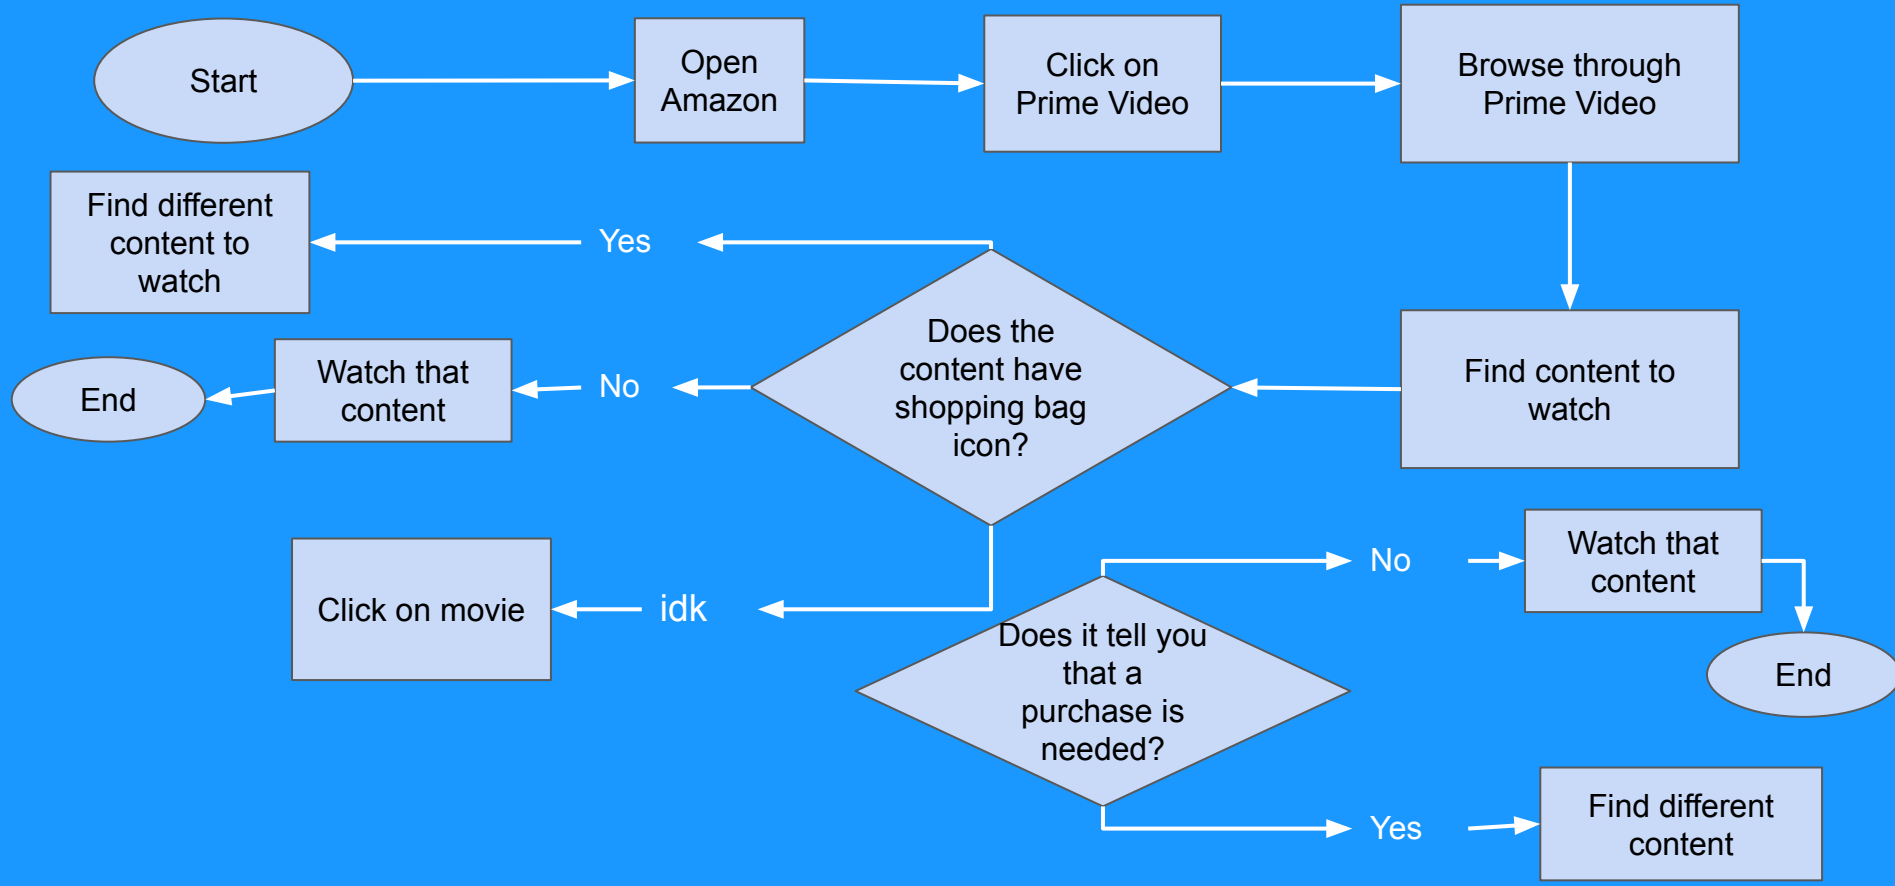 Start
Open
Amazon
Click on
Prime Video
Browse through
Prime Video
Find different
content to
watch
Yes
Does the
content have
shopping bag
icon?
Find content to
watch
End
Watch that
content
No
Click on movie
idk
Does it tell you
that a
purchase is
needed?
No
Watch that
content
End
Yes
Find different
content